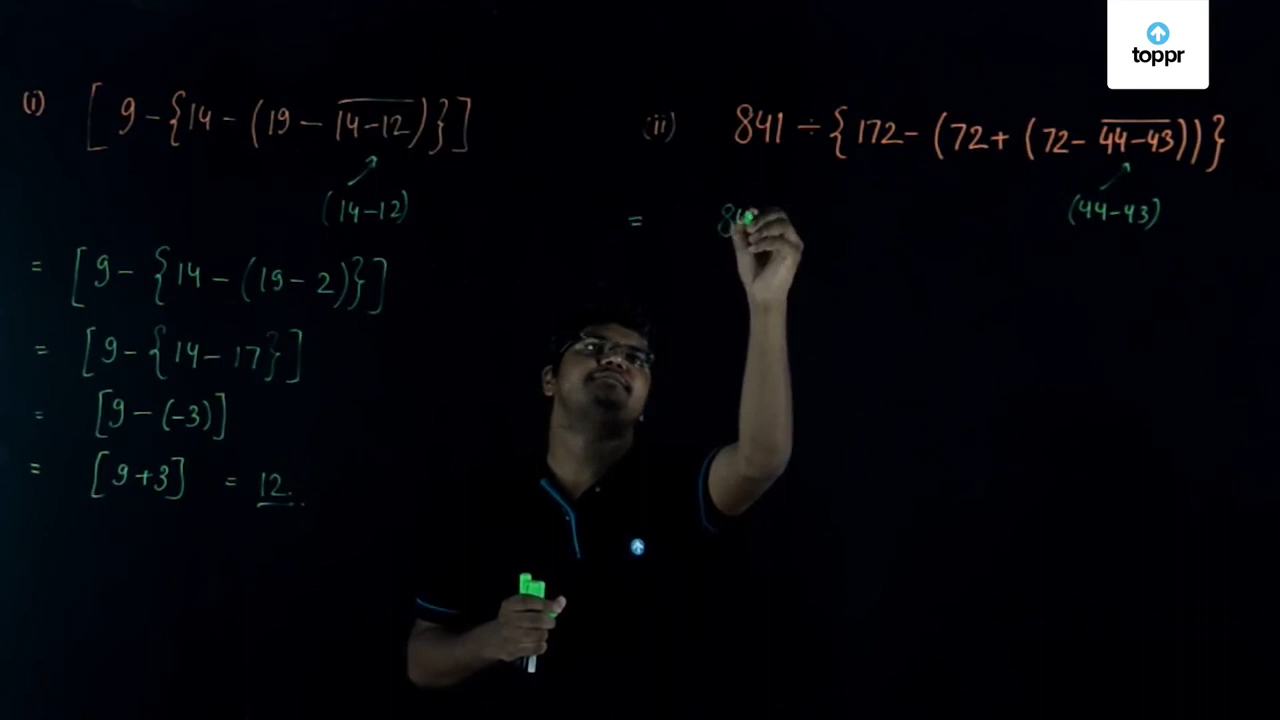 toppr
(i) [9-{14-(19-14-12)}]
(14-12)
= [9-{14-(19-2)}]
= [9-{14-17}]
= [9-(-3)]
= [9+3] = 12.
(ii) 841÷{172-(72+(72-44-43))}
(44-43)
= 84